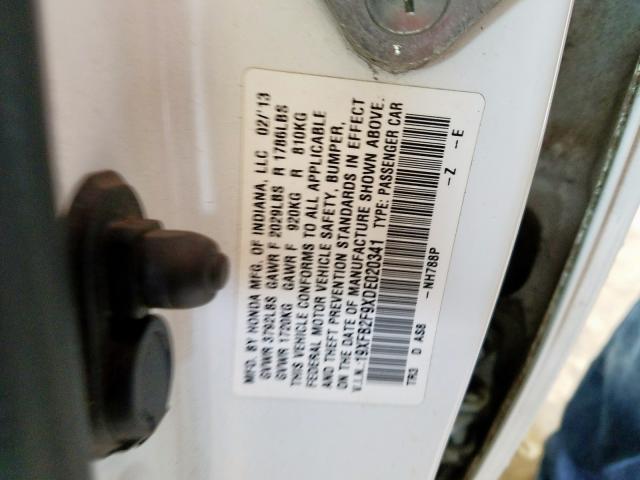 MFD. BY HONDA MFG. OF INDIANA, LLC 02/'13
GVWR 3792LBS GAWR F 2029LBS R 1786LBS
GVWR 1720KG GAWR F 920KG R 810KG
THIS VEHICLE CONFORMS TO ALL APPLICABLE
FEDERAL MOTOR VEHICLE SAFETY, BUMPER,
AND THEFT PREVENTION STANDARDS IN EFFECT
ON THE DATE OF MANUFACTURE SHOWN ABOVE.
V.I.N.:19XFB2F9XDE020341 TYPE: PASSENGER CAR
TR3 D AS8 -NH788P -Z -E